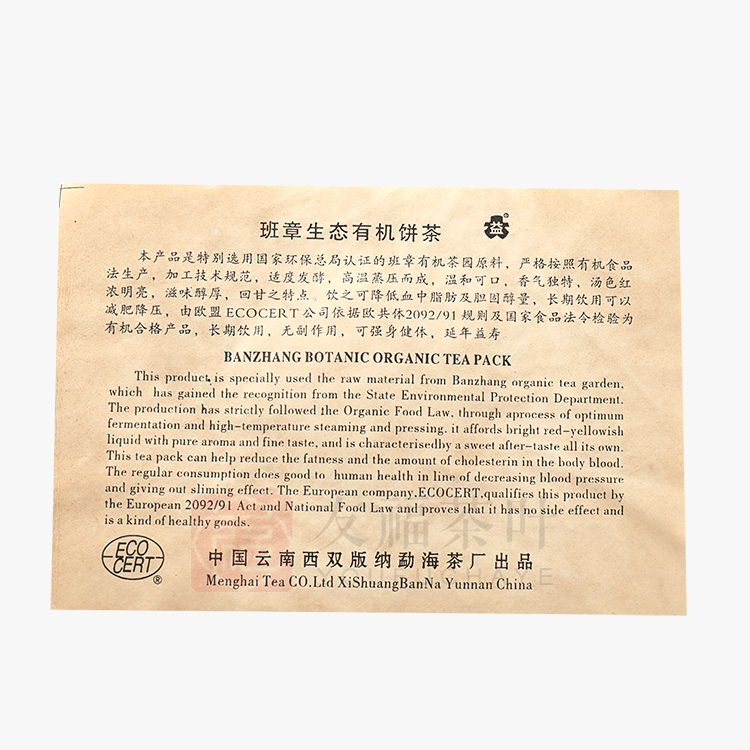 班章生态有机饼茶
益
®
本产品是特别选用国家环保总局认证的班章有机茶园原料，严格按照有机食品
法生产，加工技术规范，适度发酵，高温蒸压而成，温和可口，香气独特，汤色红
浓明亮，滋味醇厚，回甘之特点。饮之可降低血中脂肪及胆固醇量，长期饮用可以
减肥降压，由欧盟ECOCERT公司依据欧共体2092/91规则及国家食品法令检验为
有机合格产品，长期饮用，无副作用，可强身健体，延年益寿。
BANZHANG BOTANIC ORGANIC TEA PACK
This product is specially used the raw material from Banzhang organic tea garden,
which has gained the recognition from the State Environmental Protection Department.
The production has strictly followed the Organic Food Law, through aprocess of optimum
fermentation and high-temperature steaming and pressing. it affords bright red-yellowish
liquid with pure aroma and fine taste, and is characterisedby a sweet after-taste all its own.
This tea pack can help reduce the fatness and the amount of cholesterin in the body blood.
The regular consumption does good to human health in line of decreasing blood pressure
and giving out sliming effect. The European company,ECOCERT,qualifies this product by
the European 2092/91 Act and National Food Law and proves that it has no side effect and
is a kind of healthy goods.
友福茶叶
ECO
CERT
®
中国云南西双版纳勐海茶厂出品
Menghai Tea CO.Ltd XiShuangBanNa Yunnan China